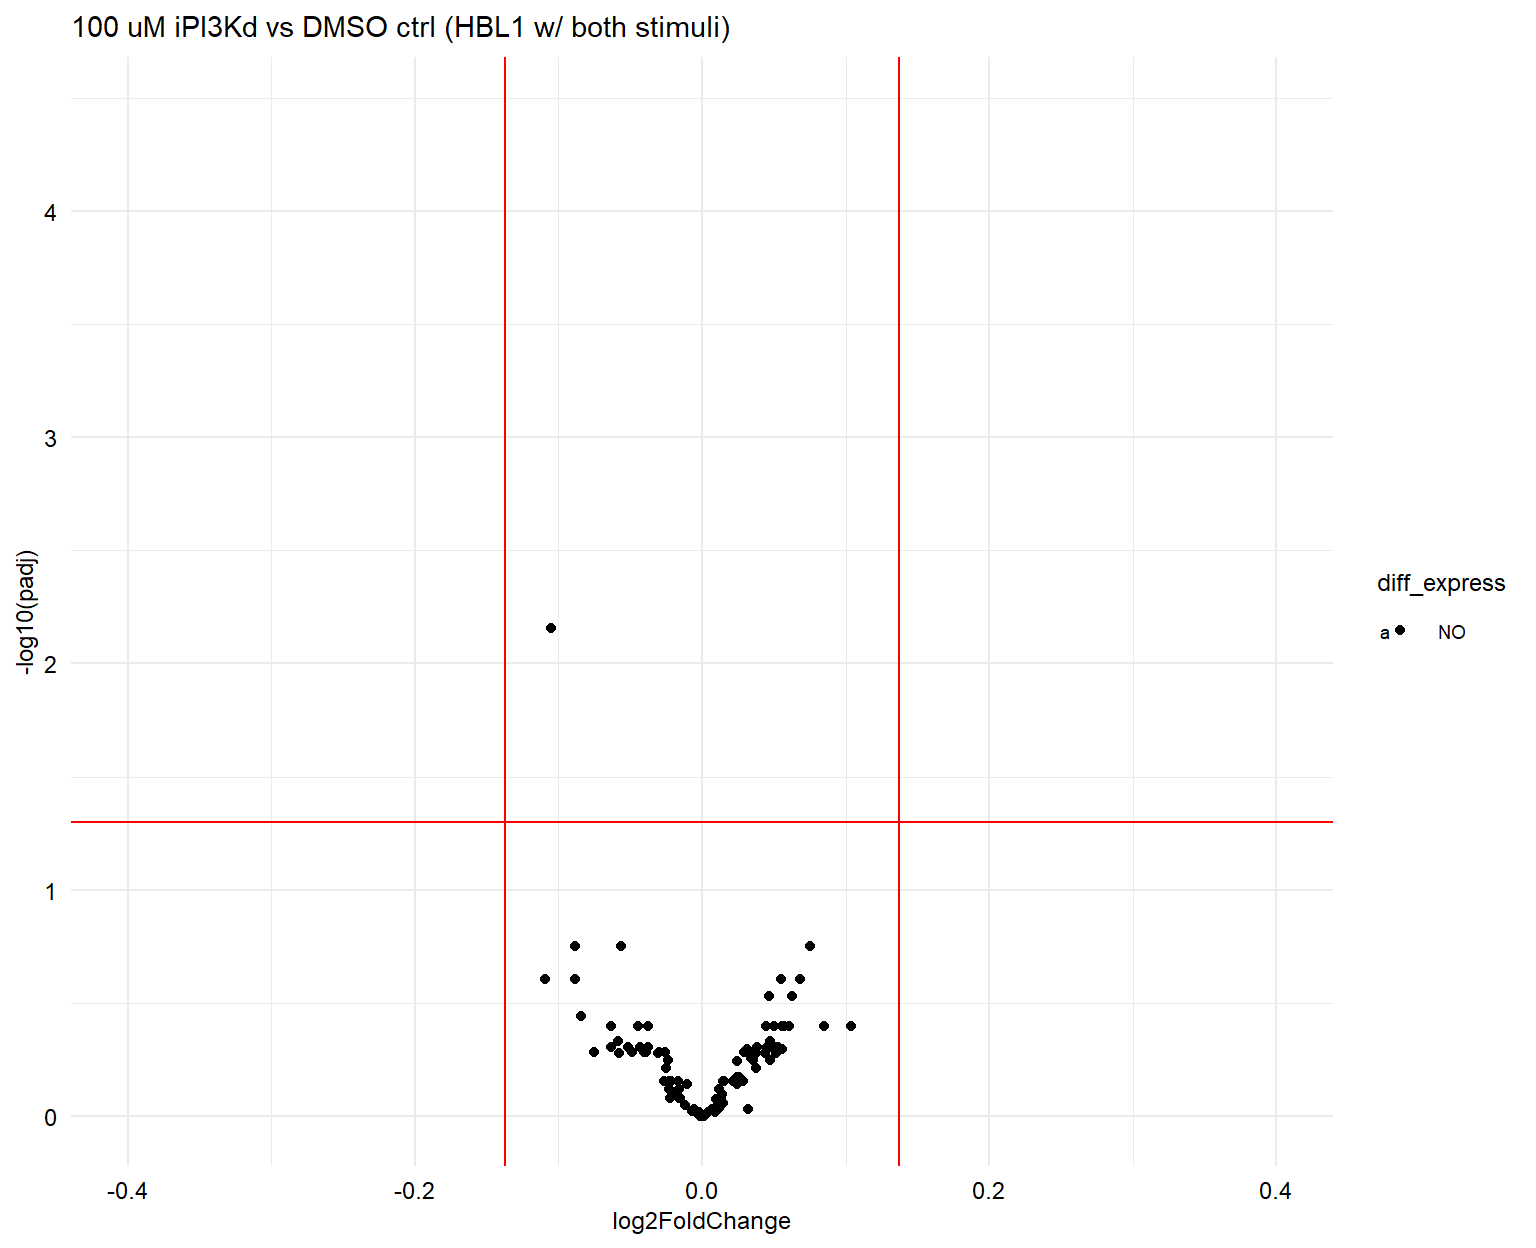 100 uM iPI3Kd vs DMSO ctrl (HBL1 w/ both stimuli)
4
3
2
1
0
-log10(padj)
-0.4
-0.2
0.0
0.2
0.4
log2FoldChange
diff_express
a NO